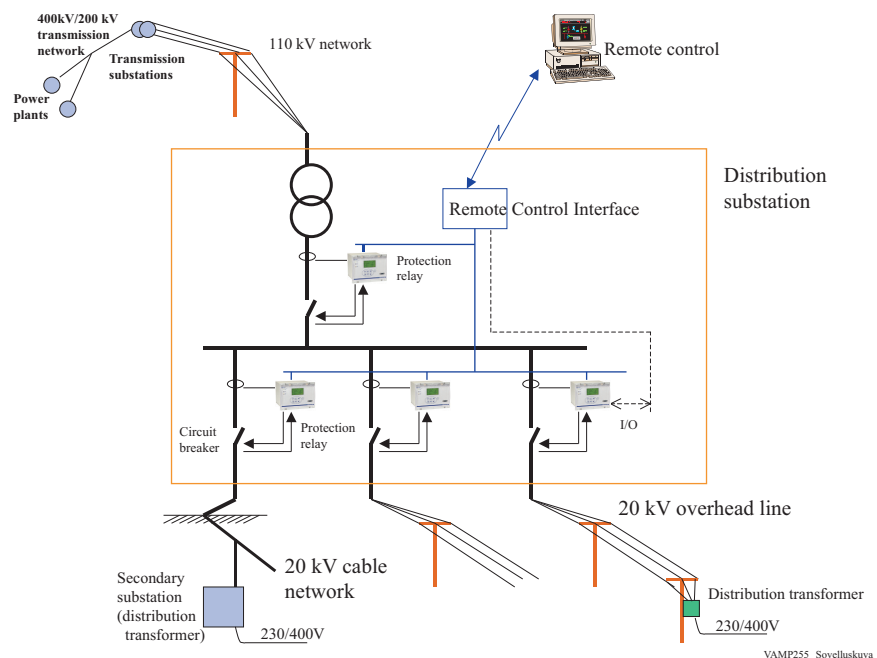 400kV/200 kV
transmission
network
Transmission
substations
Power
plants
110 kV network
Remote control
Distribution
substation
Remote Control Interface
Protection
relay
Circuit
breaker
Protection
relay
I/O
20 kV overhead line
20 kV cable
network
Secondary
substation
(distribution
transformer)
230/400V
Distribution transformer
230/400V
VAMP255_Sovelluskuva